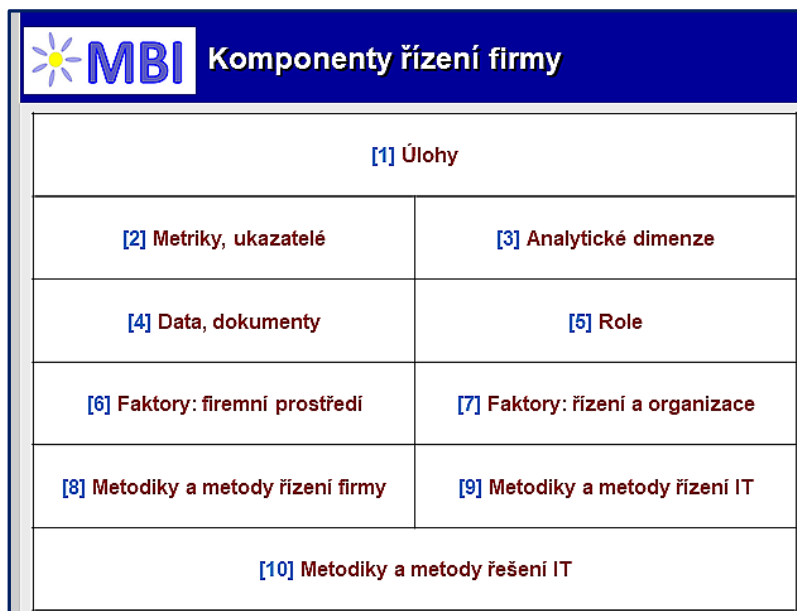 MBI Komponenty řízení firmy
[1] Úlohy
[2] Metriky, ukazatelé
[3] Analytické dimenze
[4] Data, dokumenty
[5] Role
[6] Faktory: firemní prostředí
[7] Faktory: řízení a organizace
[8] Metodiky a metody řízení firmy
[9] Metodiky a metody řízení IT
[10] Metodiky a metody řešení IT